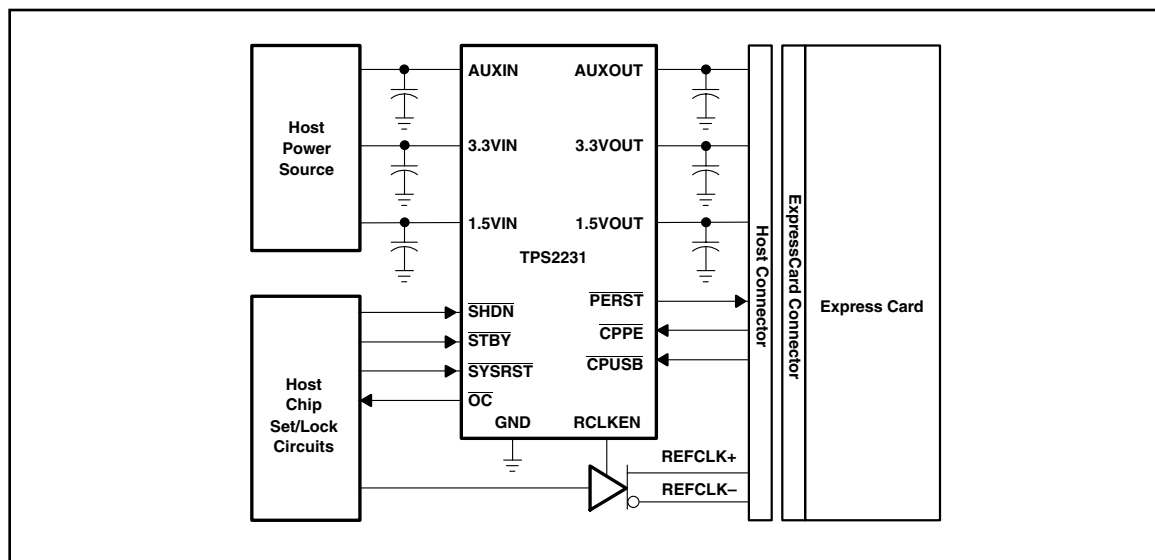 Host
Power
Source
AUXIN
AUXOUT
3.3VIN
3.3VOUT
1.5VIN
1.5VOUT
TPS2231
SHDN
STBY
SYSRST
OC
PERST
CPPE
CPUSB
GND
RCLKEN
Host
Chip
Set/Lock
Circuits
REFCLK+
REFCLK–
Host Connector
ExpressCard Connector
Express Card